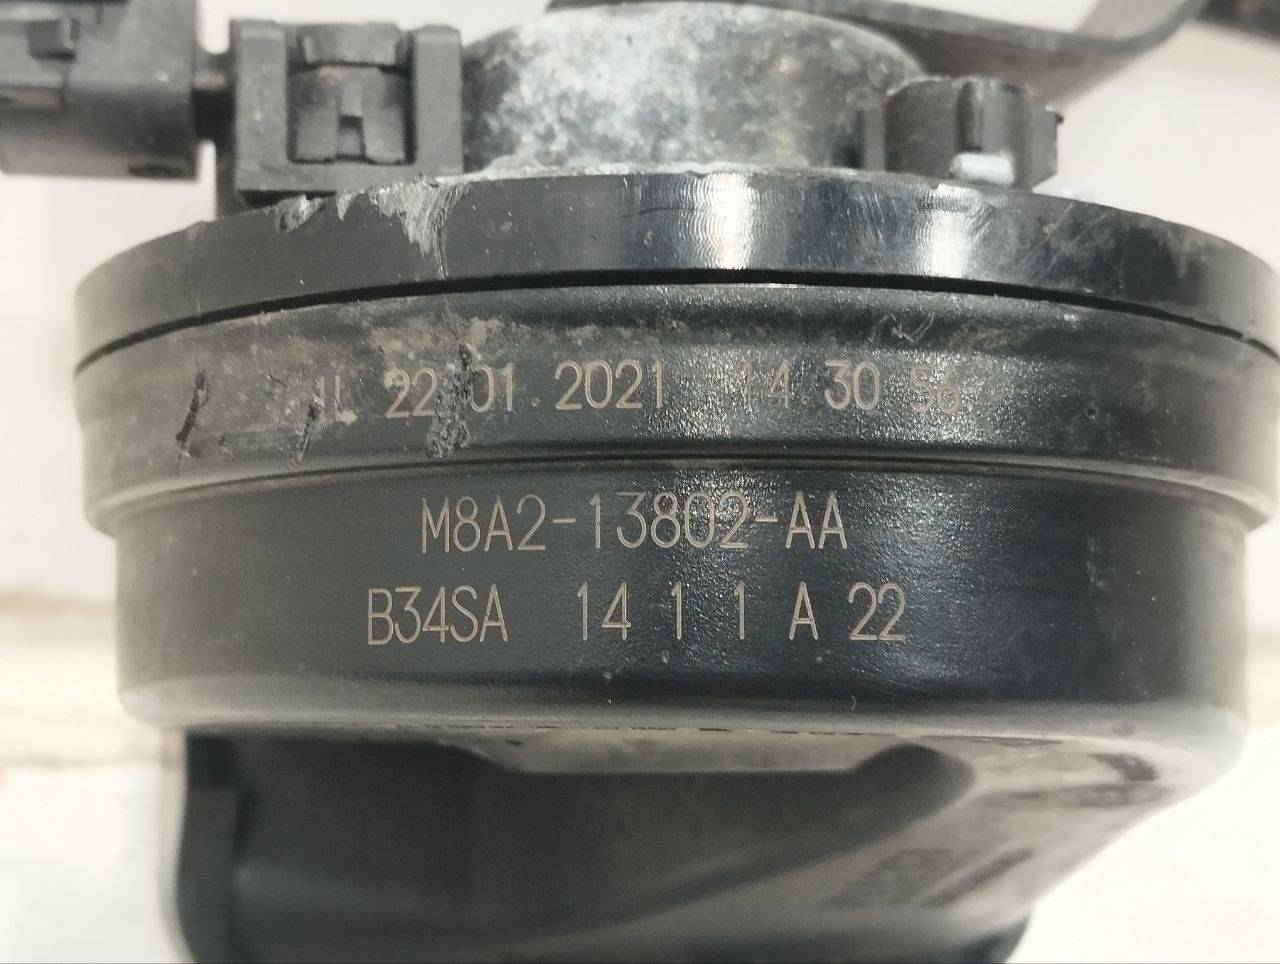 1L 22 01 2021 14 30 56
M8A2-13802-AA
B34SA 14 1 1 A 22